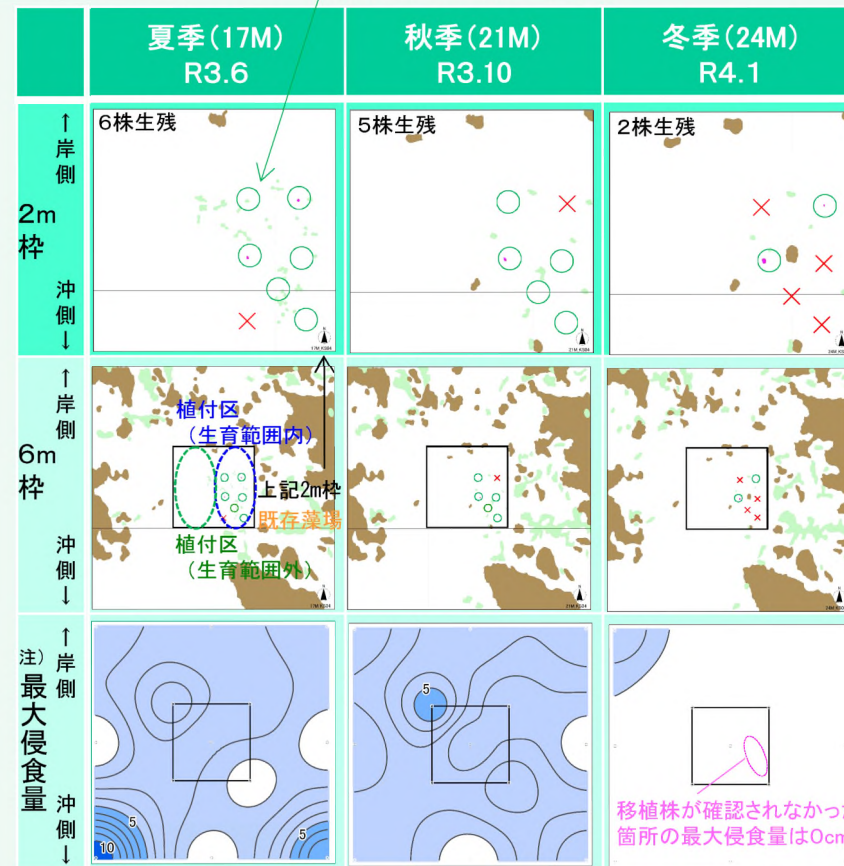 夏季(17M)
R3.6
秋季(21M)
R3.10
冬季(24M)
R4.1
↑
岸
側
2m
枠
沖
側
↓
6株生残
5株生残
2株生残
↑
岸
側
6m
枠
沖
側
↓
植付区
(生育範囲内)
上記2m枠
既存藻場
植付区
(生育範囲外)
注)
↑
岸
側
最大侵食量
沖
側
↓
5
10
5
5
移植株が確認されなかっ
箇所の最大侵食量は0cm